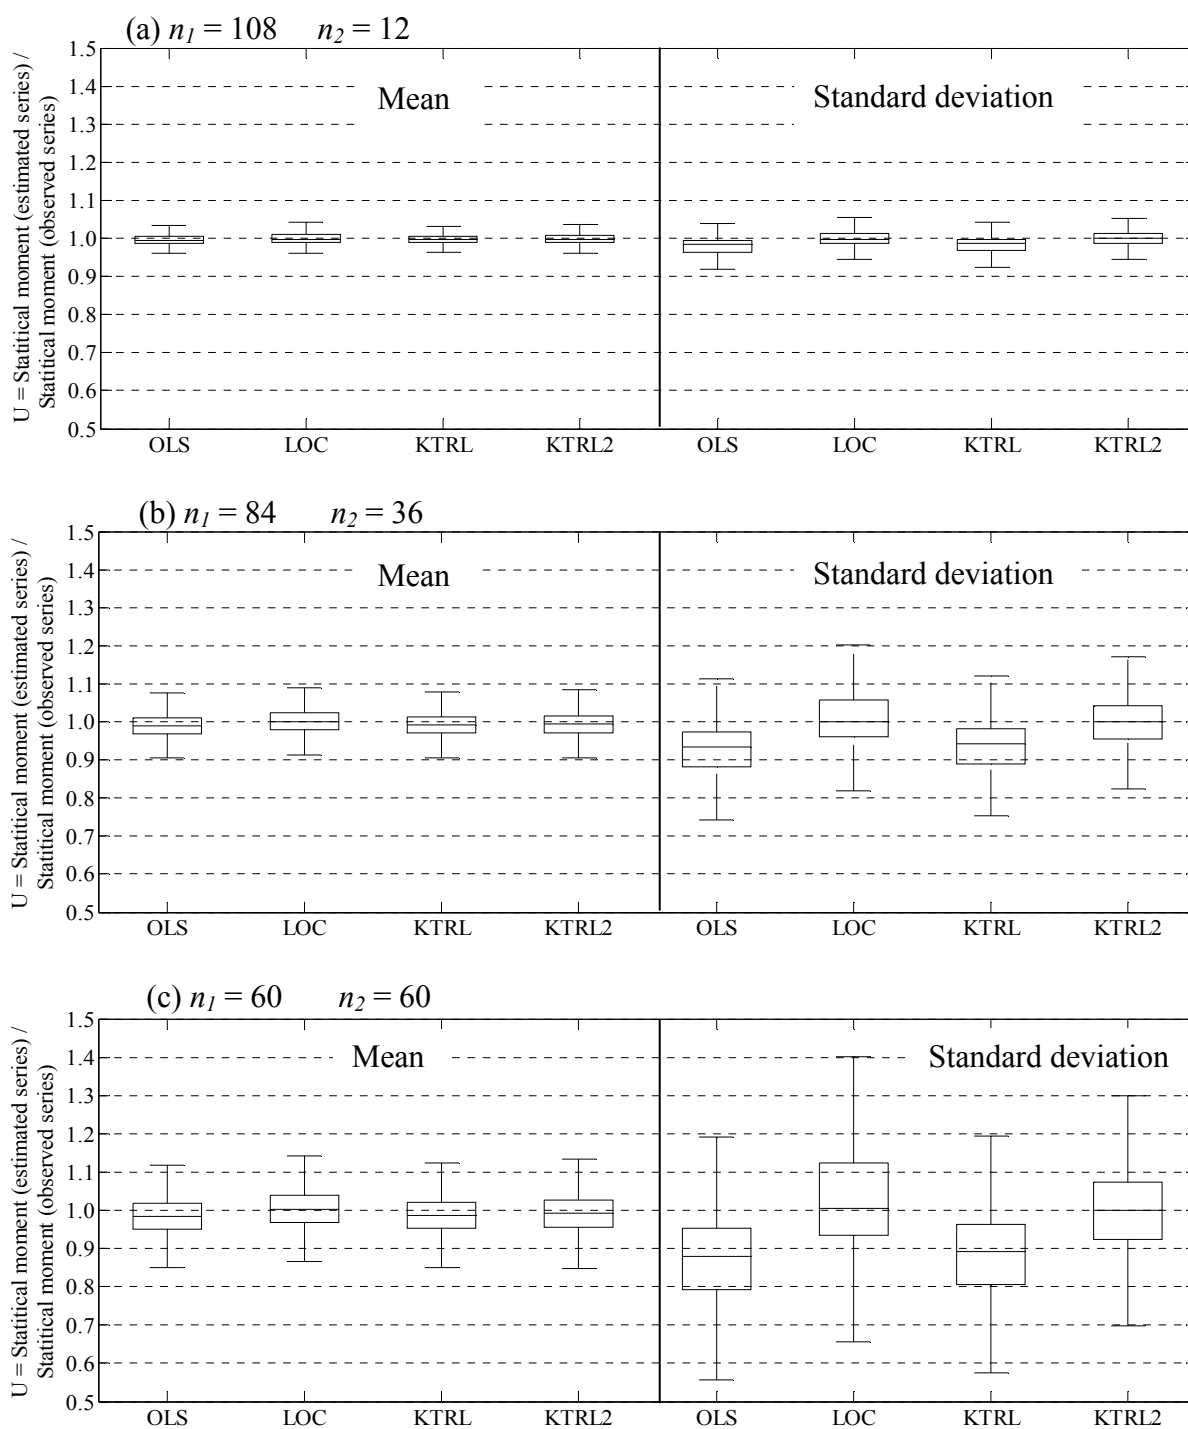 (a) n1 = 108 n2 = 12
U = Statitical moment (estimated series) /
Statitical moment (observed series)
1.5
1.4
1.3
1.2
1.1
1.0
0.9
0.8
0.7
0.6
0.5
Mean
Standard deviation
OLS LOC KTRL KTRL2 OLS LOC KTRL KTRL2
(b) n1 = 84 n2 = 36
U = Statitical moment (estimated series) /
Statitical moment (observed series)
1.5
1.4
1.3
1.2
1.1
1.0
0.9
0.8
0.7
0.6
0.5
Mean
Standard deviation
OLS LOC KTRL KTRL2 OLS LOC KTRL KTRL2
(c) n1 = 60 n2 = 60
U = Statitical moment (estimated series) /
Statitical moment (observed series)
1.5
1.4
1.3
1.2
1.1
1.0
0.9
0.8
0.7
0.6
0.5
Mean
Standard deviation
OLS LOC KTRL KTRL2 OLS LOC KTRL KTRL2